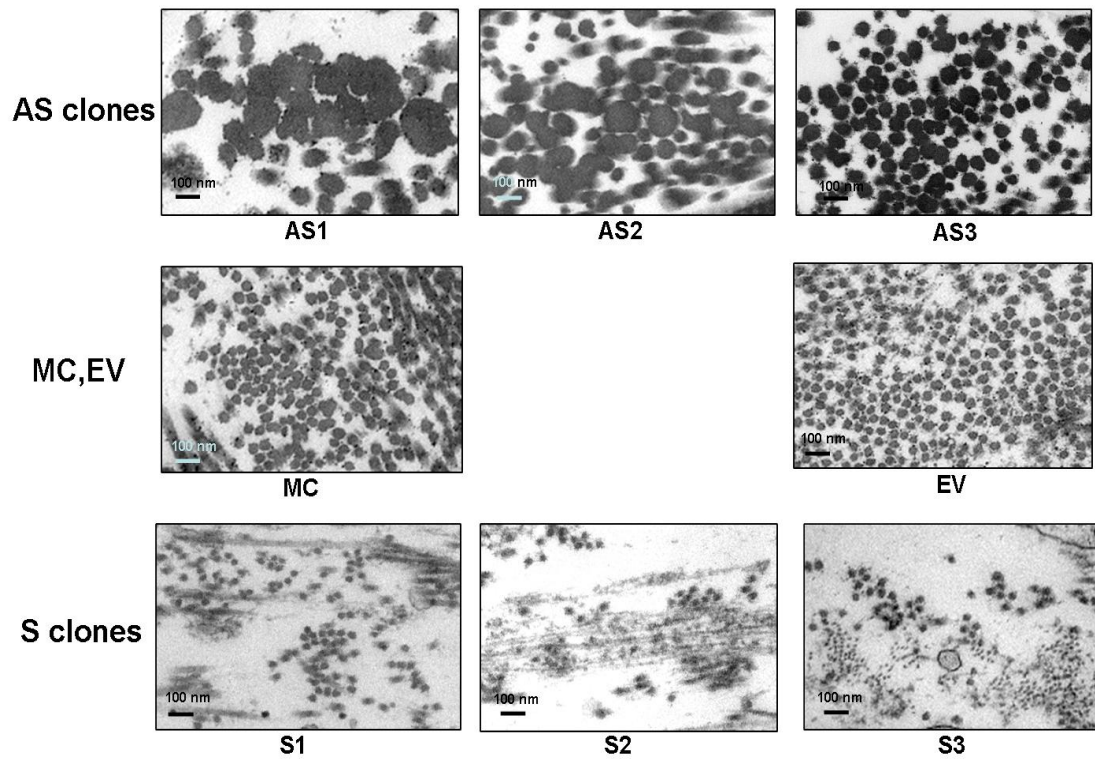 AS clones
100 nm
100 nm
100 nm
AS1
AS2
AS3
MC,EV
100 nm
100 nm
MC
EV
S clones
100 nm
100 nm
100 nm
S1
S2
S3